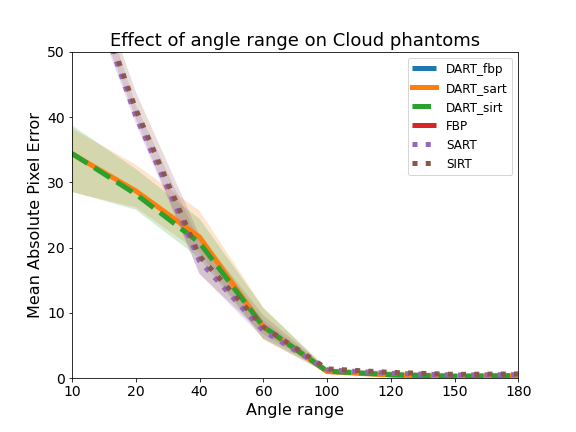 Effect of angle range on Cloud phantoms
Mean Absolute Pixel Error
50
40
30
20
10
0
DART_fbp
DART_sart
DART_sirt
FBP
SART
SIRT
10 20 40 60 100 120 150 180
Angle range